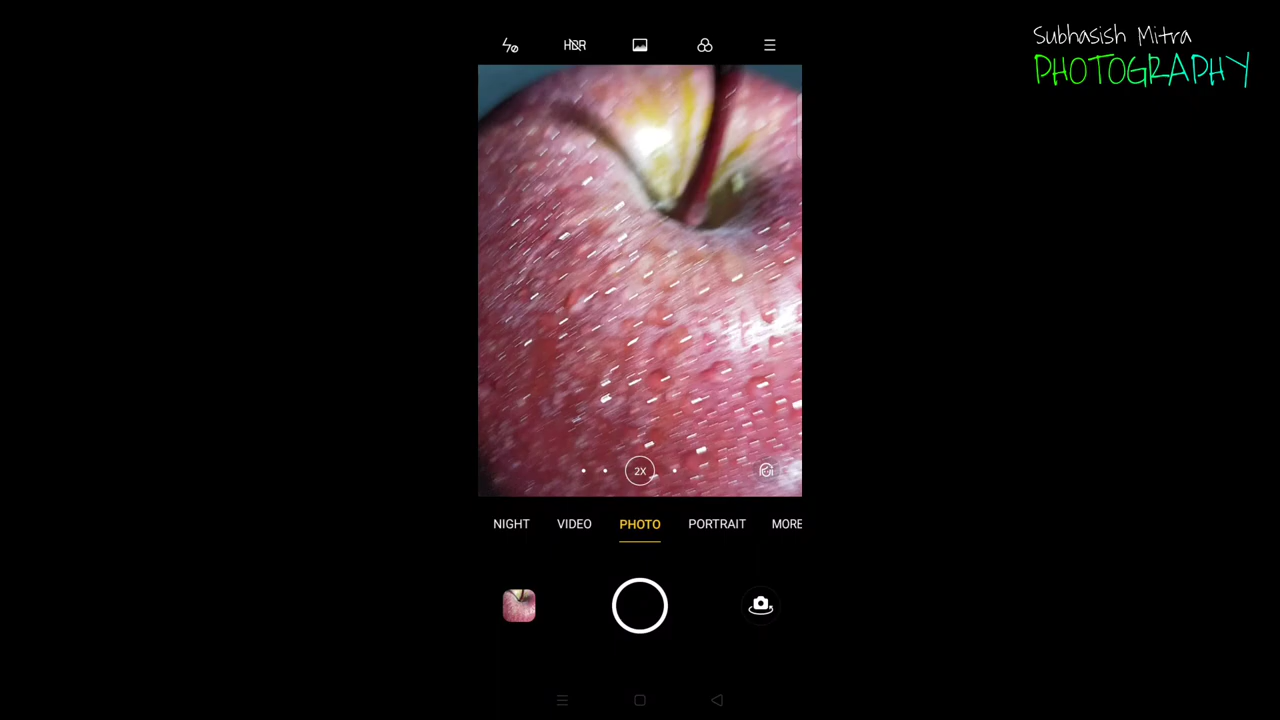 Subhasish Mitra
PHOTOGRAPHY
HDR
2X
NIGHT VIDEO PHOTO PORTRAIT MORE